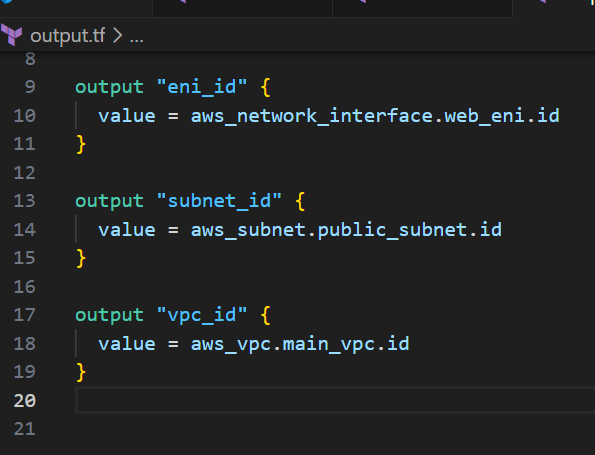 output.tf > ...
8
9 output "eni_id" {
10   value = aws_network_interface.web_eni.id
11 }
12
13 output "subnet_id" {
14   value = aws_subnet.public_subnet.id
15 }
16
17 output "vpc_id" {
18   value = aws_vpc.main_vpc.id
19 }
20
21